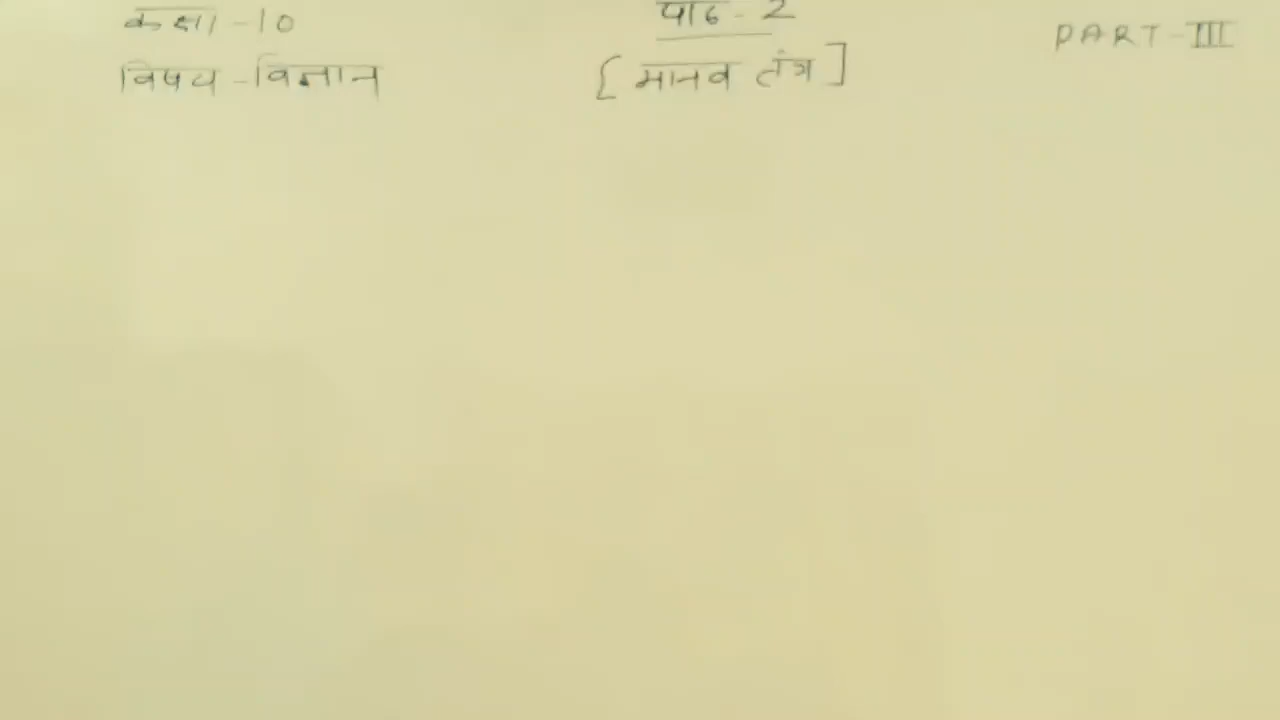 कक्षा -10
विषय - विज्ञान
पाठ - 2
[मानव तंत्र]
PART-III